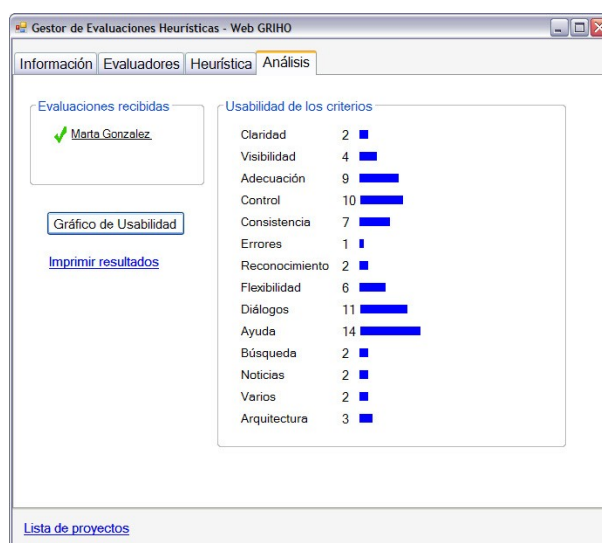 Gestor de Evaluaciones Heurísticas - Web GRIHO
Información Evaluadores Heurística Análisis
Evaluaciones recibidas
Marta Gonzalez
Gráfico de Usabilidad
Imprimir resultados
Usabilidad de los criterios
Claridad 2
Visibilidad 4
Adecuación 9
Control 10
Consistencia 7
Errores 1
Reconocimiento 2
Flexibilidad 6
Diálogos 11
Ayuda 14
Búsqueda 2
Noticias 2
Varios 2
Arquitectura 3
Lista de proyectos